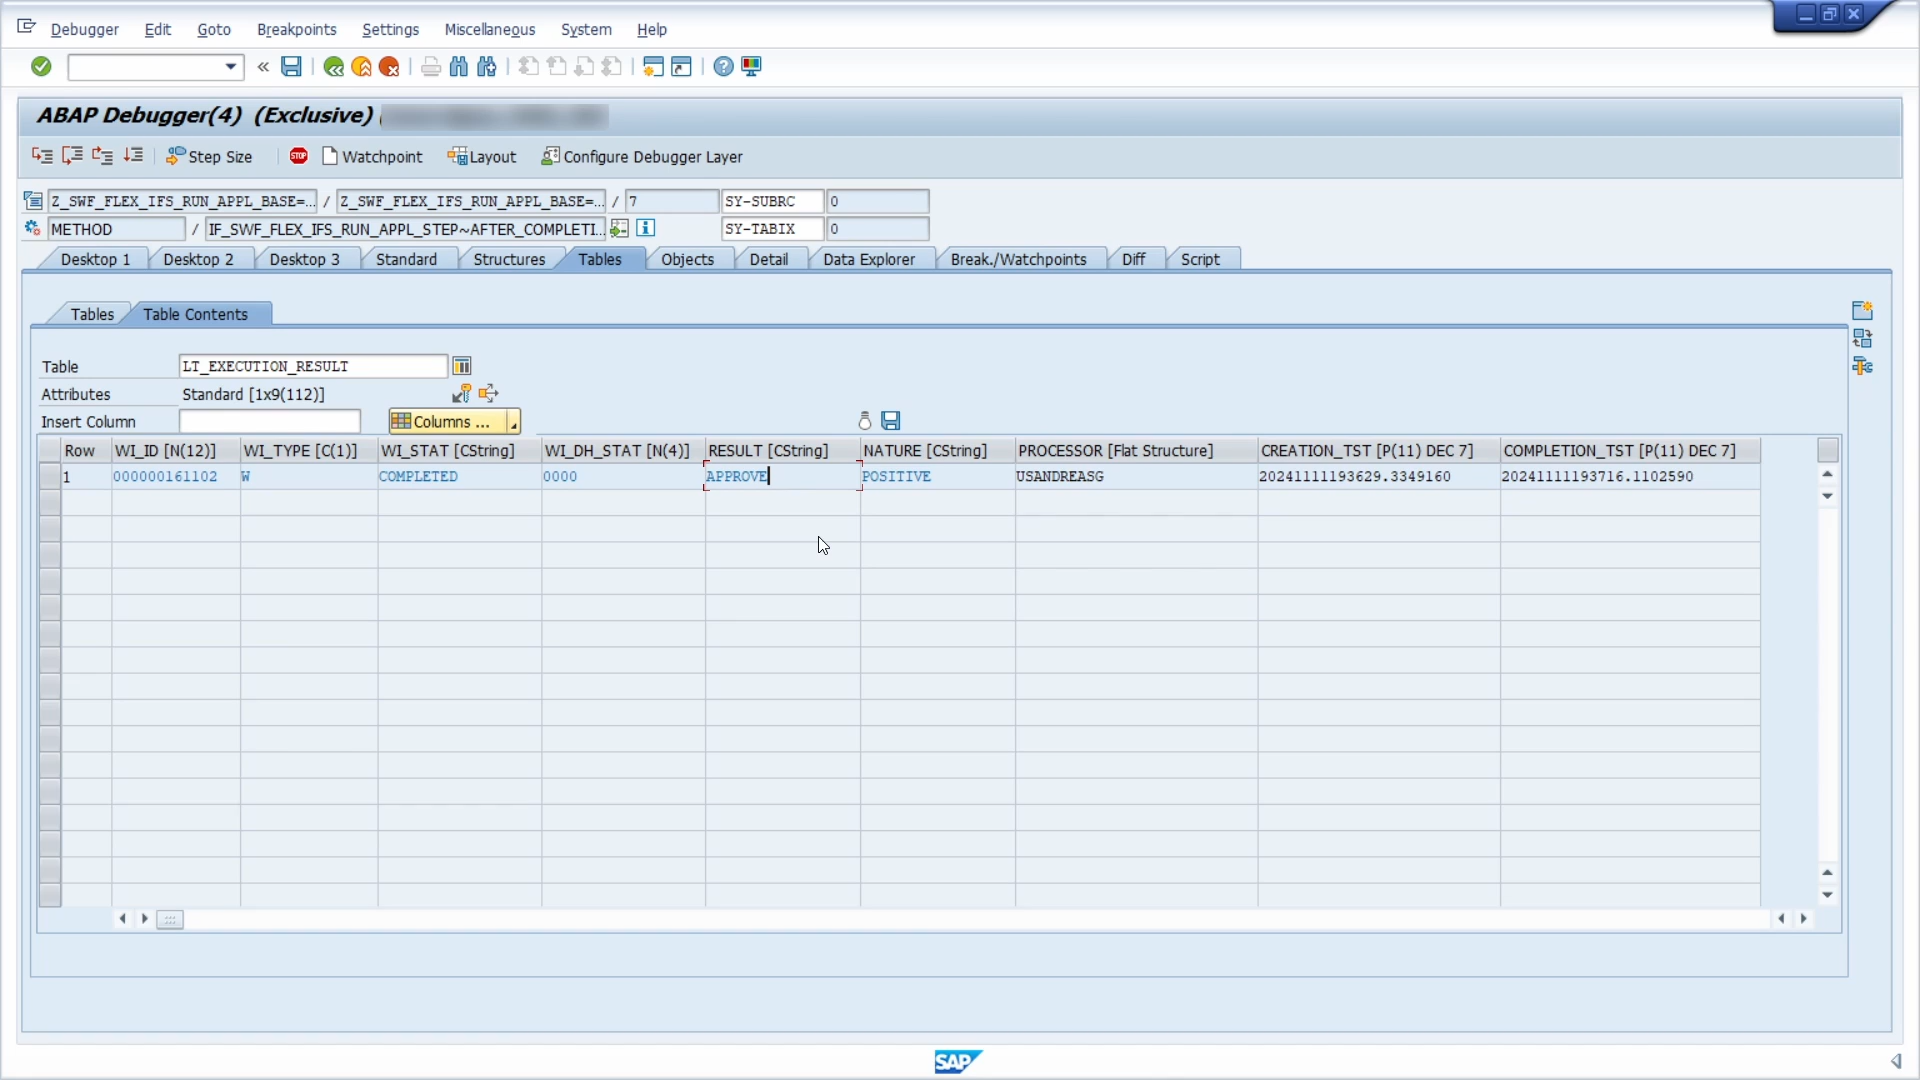 Debugger Edit Goto Breakpoints Settings Miscellaneous System Help
ABAP Debugger(4) (Exclusive)
Step Size STOP Watchpoint Layout Configure Debugger Layer
Z_SWF_FLEX_IFS_RUN_APPL_BASE=... / Z_SWF_FLEX_IFS_RUN_APPL_BASE=... / 7 SY-SUBRC 0
METHOD / IF_SWF_FLEX_IFS_RUN_APPL_STEP~AFTER_COMPLETI... SY-TABIX 0
Desktop 1 Desktop 2 Desktop 3 Standard Structures Tables Objects Detail Data Explorer Break./Watchpoints Diff Script
Tables Table Contents
Table LT_EXECUTION_RESULT
Attributes Standard [1x9(112)]
Insert Column Columns ...
Row WI_ID [N(12)] WI_TYPE [C(1)] WI_STAT [CString] WI_DH_STAT [N(4)] RESULT [CString] NATURE [CString] PROCESSOR [Flat Structure] CREATION_TST [P(11) DEC 7] COMPLETION_TST [P(11) DEC 7]
1 000000161102 W COMPLETED 0000 APPROVE POSITIVE USANDREASG 20241111193629.3349160 20241111193716.1102590
SAP